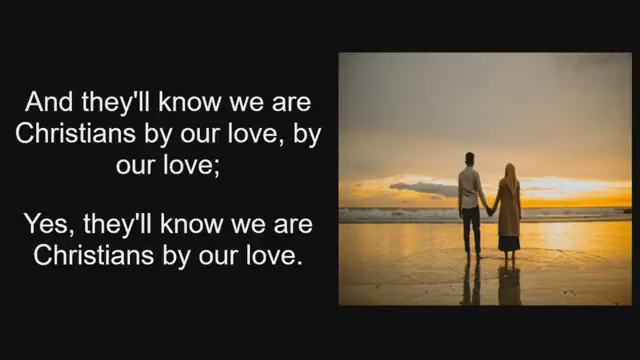 And they'll know we are
Christians by our love, by
our love;
Yes, they'll know we are
Christians by our love.